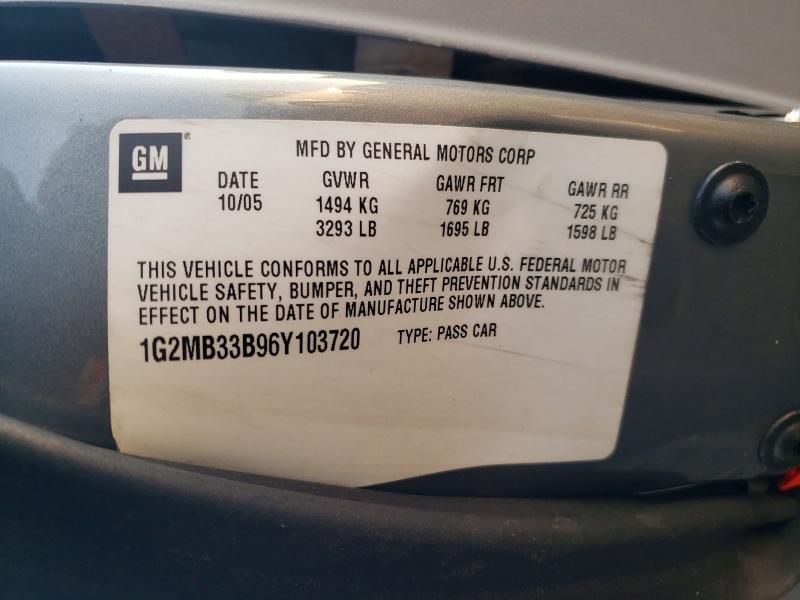 GM ®
MFD BY GENERAL MOTORS CORP
DATE GVWR GAWR FRT GAWR RR
10/05 1494 KG 769 KG 725 KG
3293 LB 1695 LB 1598 LB
THIS VEHICLE CONFORMS TO ALL APPLICABLE U.S. FEDERAL MOTOR
VEHICLE SAFETY, BUMPER, AND THEFT PREVENTION STANDARDS IN
EFFECT ON THE DATE OF MANUFACTURE SHOWN ABOVE.
1G2MB33B96Y103720 TYPE: PASS CAR